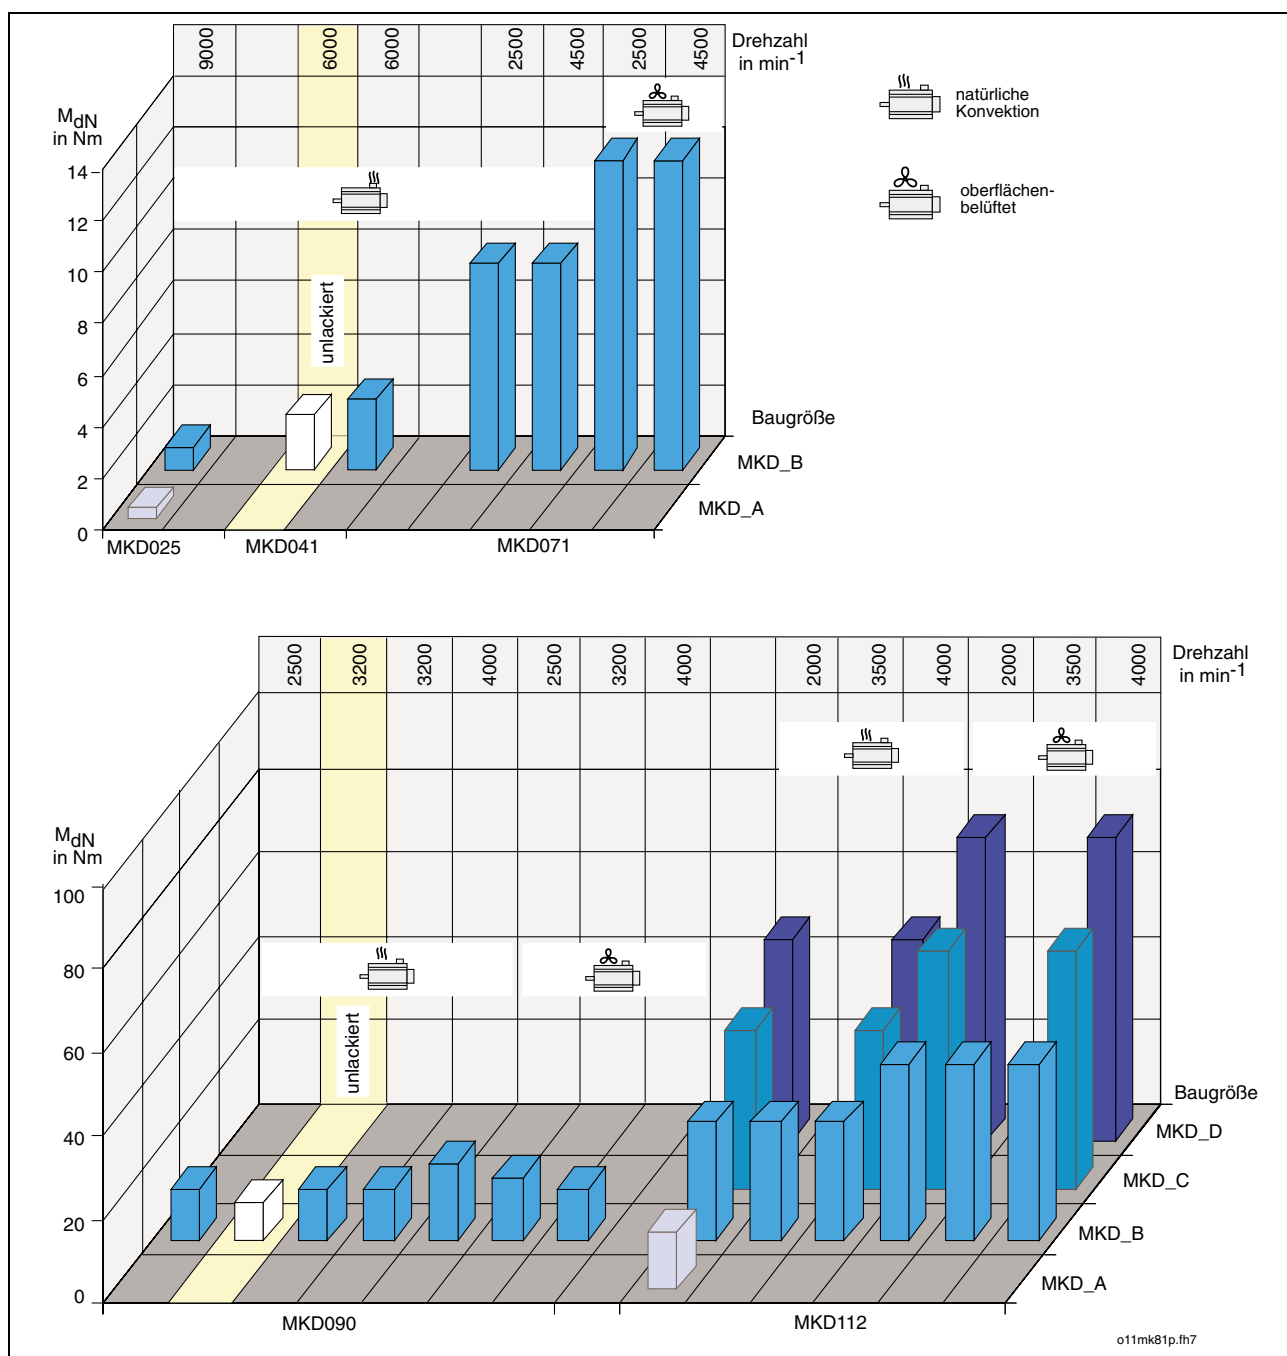 9000 6000 6000 2500 4500 2500 4500
Drehzahl
in min-1
MdN
in Nm
natürliche
Konvektion
oberflächen-
belüftet
14
12
10
8
6
4
2
0
unlackiert
Baugröße
MKD_B
MKD_A
MKD025 MKD041 MKD071
2500 3200 3200 4000 2500 3200 4000 2000 3500 4000 2000 3500 4000
Drehzahl
in min-1
MdN
in Nm
100
80
60
40
20
0
unlackiert
Baugröße
MKD_D
MKD_C
MKD_B
MKD_A
MKD090 MKD112
o11mk81p.fh7